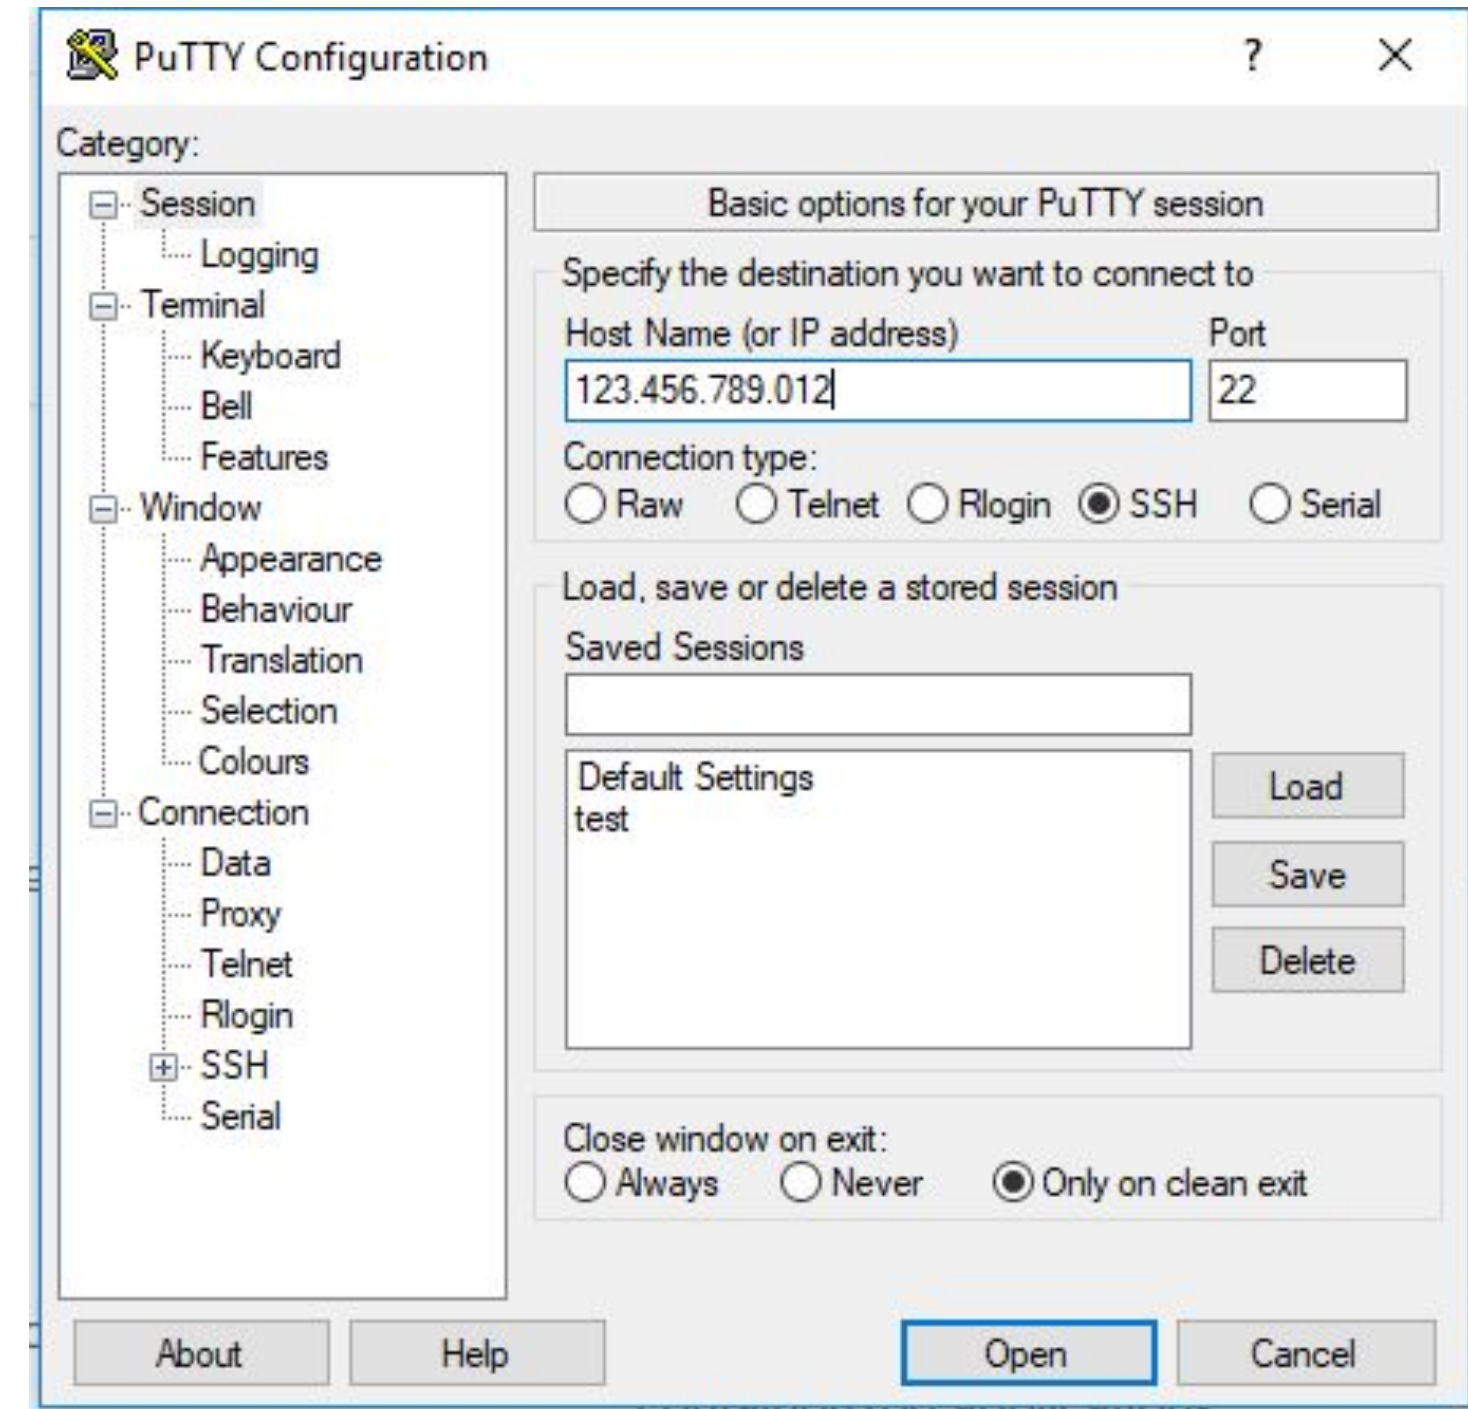 PuTTY Configuration
?
Category:
Session
Logging
Terminal
Keyboard
Bell
Features
Window
Appearance
Behaviour
Translation
Selection
Colours
Connection
Data
Proxy
Telnet
Rlogin
SSH
Serial
Basic options for your PuTTY session
Specify the destination you want to connect to
Host Name (or IP address) Port
123.456.789.012 22
Connection type:
Raw Telnet Rlogin SSH Serial
Load, save or delete a stored session
Saved Sessions
Default Settings
test
Load
Save
Delete
Close window on exit:
Always Never Only on clean exit
About Help Open Cancel